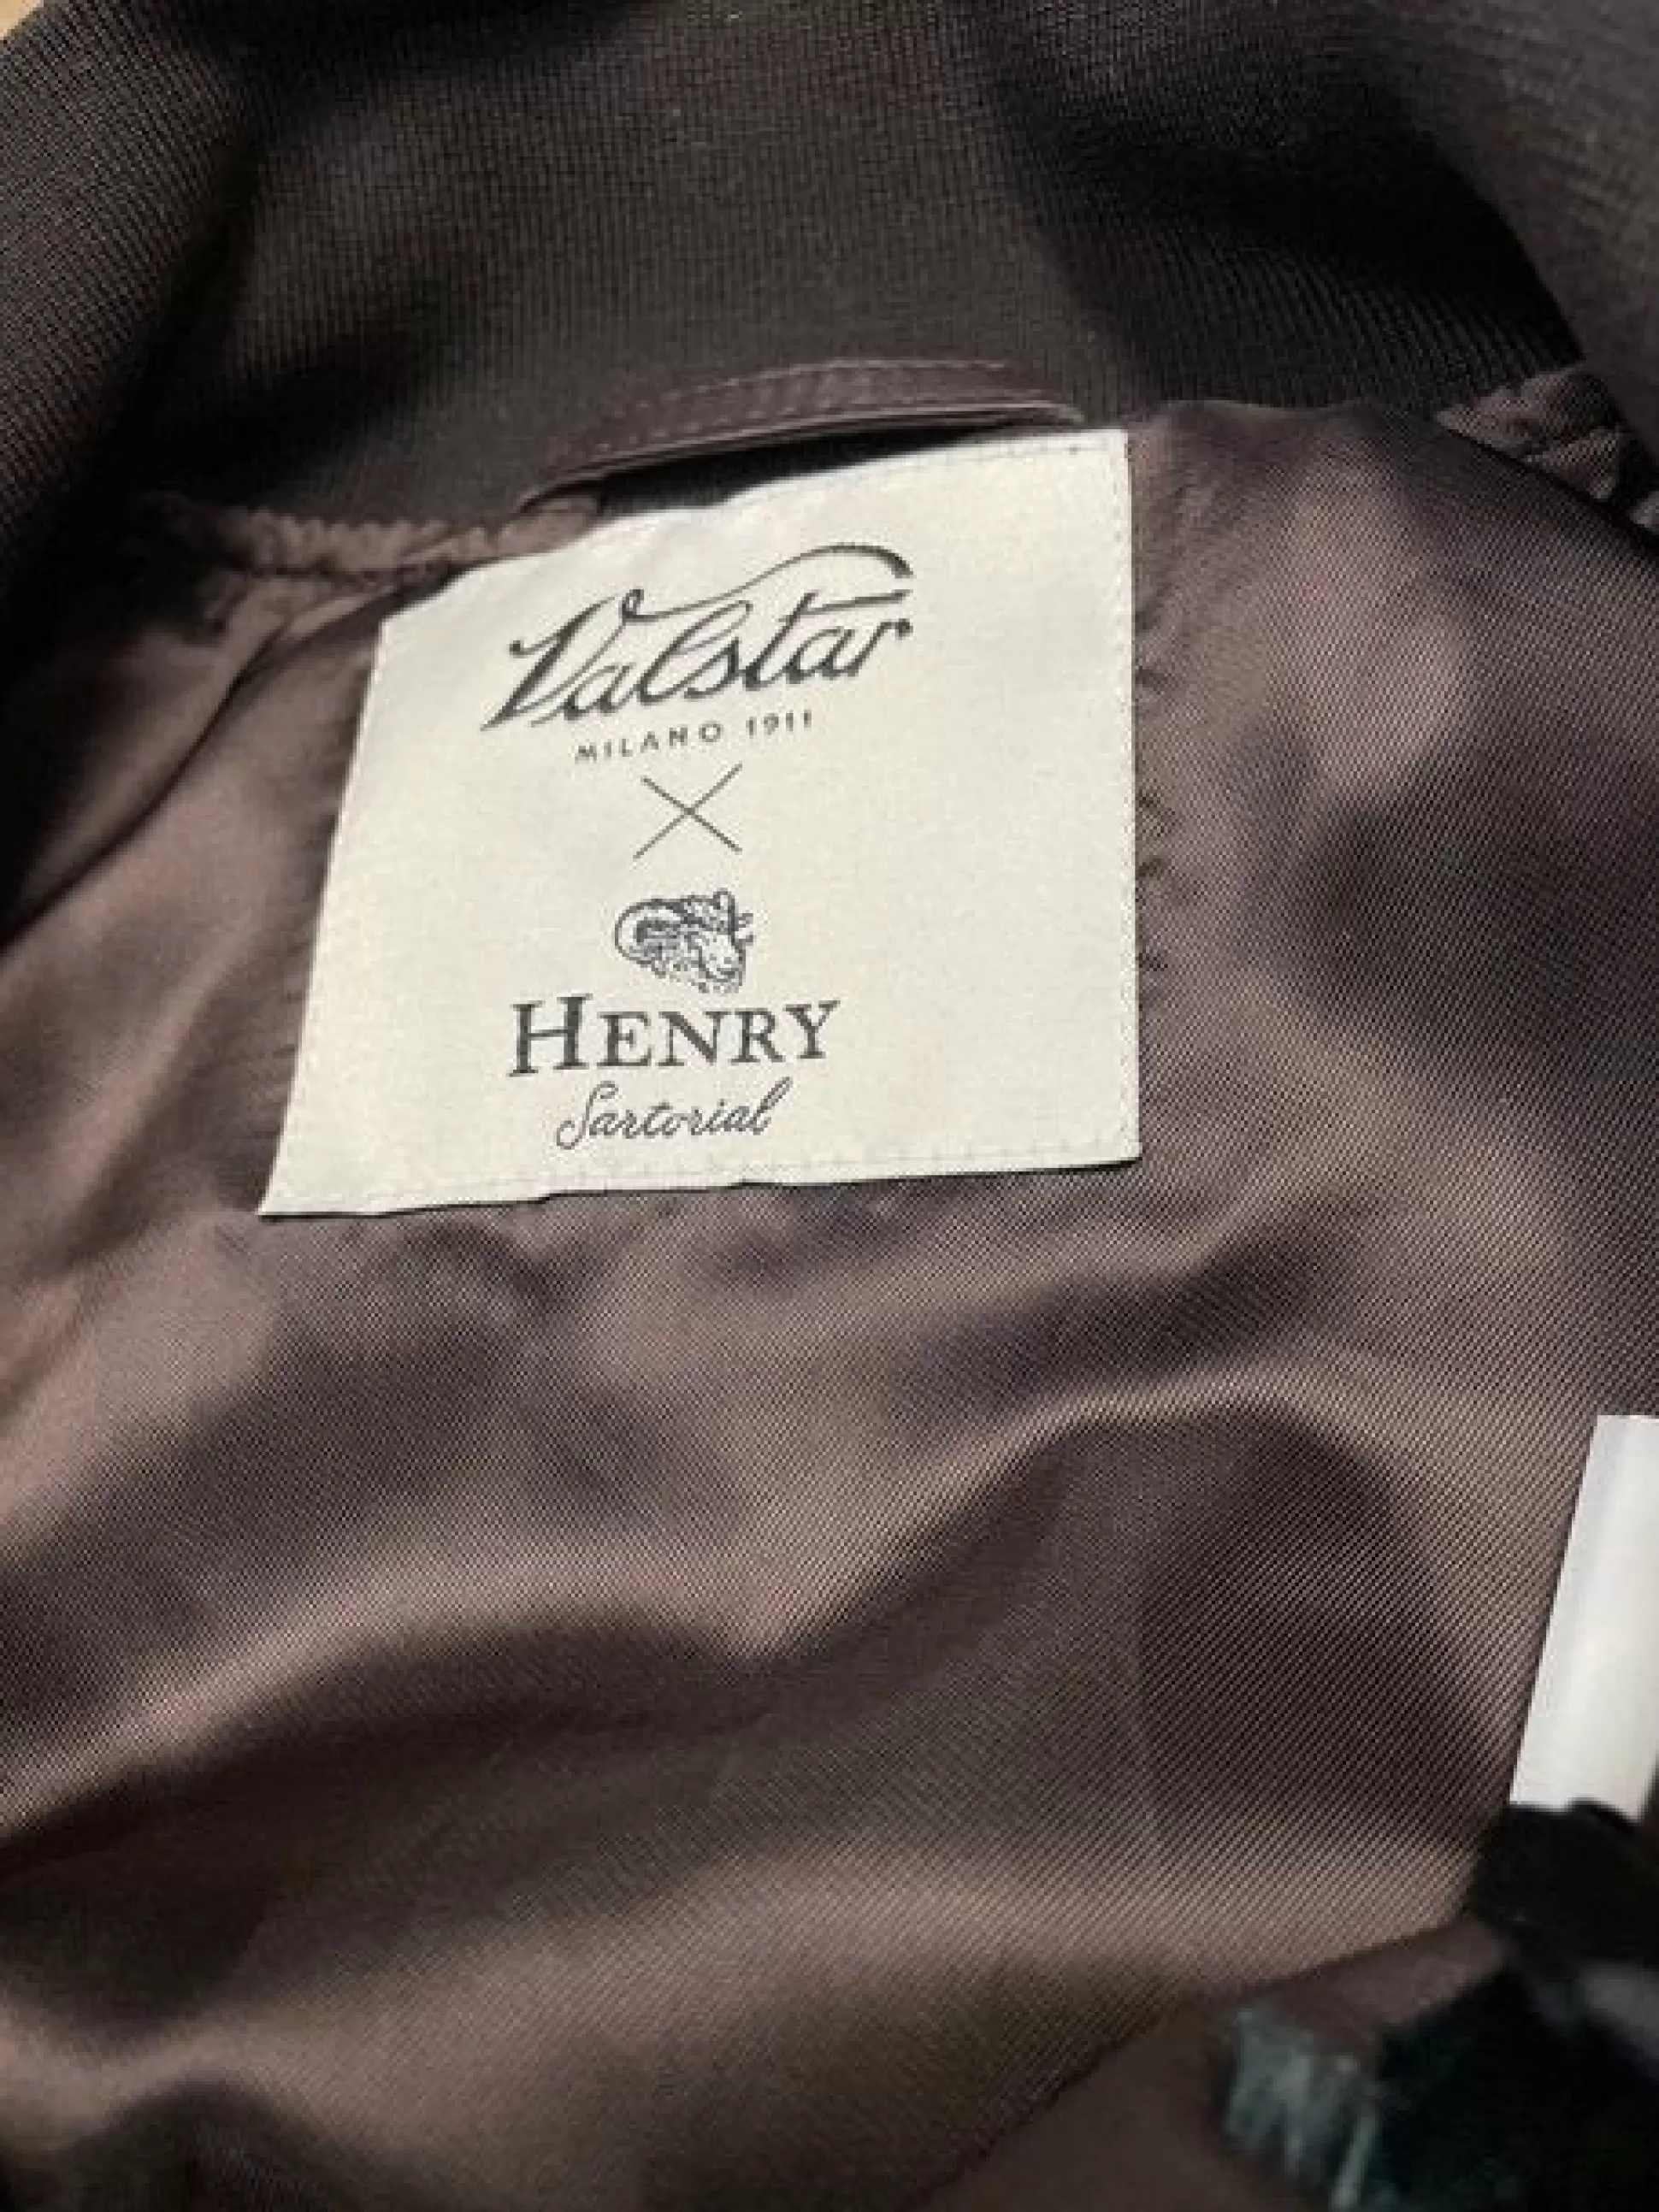 Valstar
MILANO 1911
X
HENRY
Sartorial